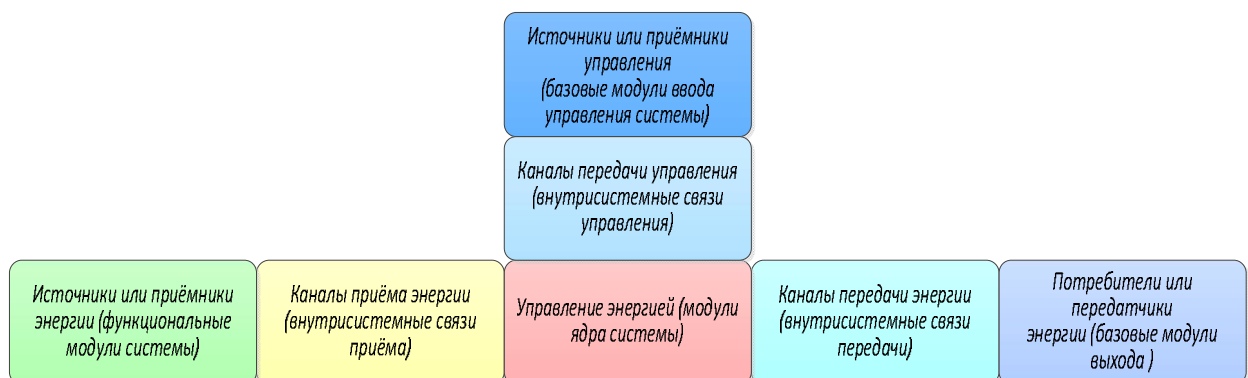 Источники или приёмники
управления
(базовые модули ввода
управления системы)
Каналы передачи управления
(внутрисистемные связи
управления)
Источники или приёмники
энергии (функциональные
модули системы)
Каналы приёма энергии
(внутрисистемные связи
приёма)
Управление энергией (модули
ядра системы)
Каналы передачи энергии
(внутрисистемные связи
передачи)
Потребители или
передатчики
энергии (базовые модули
выхода )